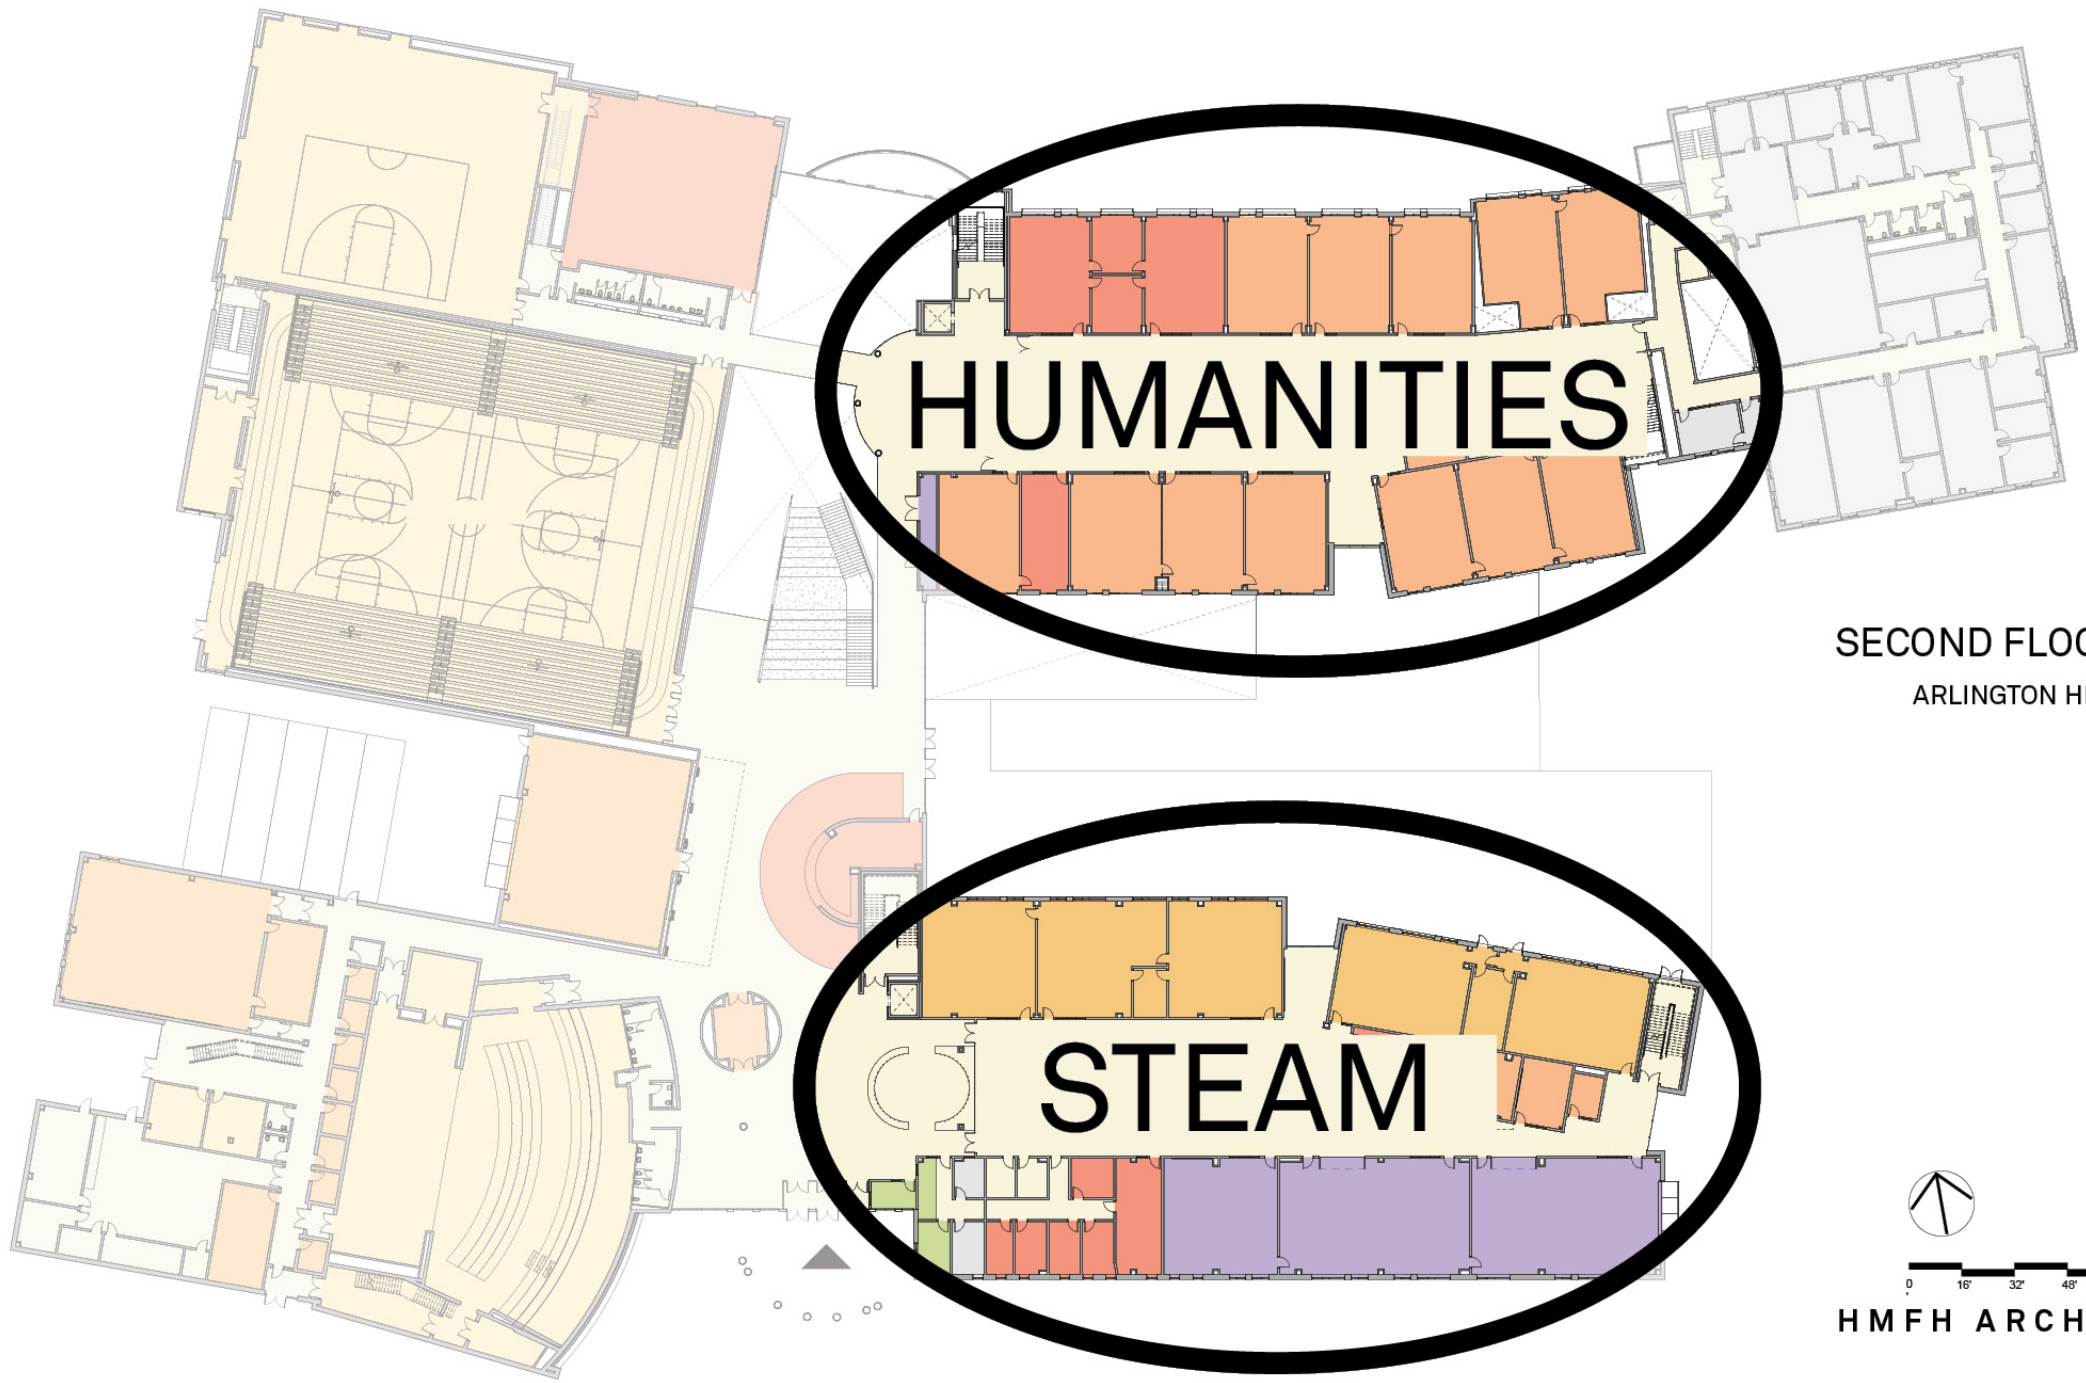 HUMANITIES
SECOND FLOO
ARLINGTON HI
STEAM
0 16' 32' 48'
HMFH ARCH